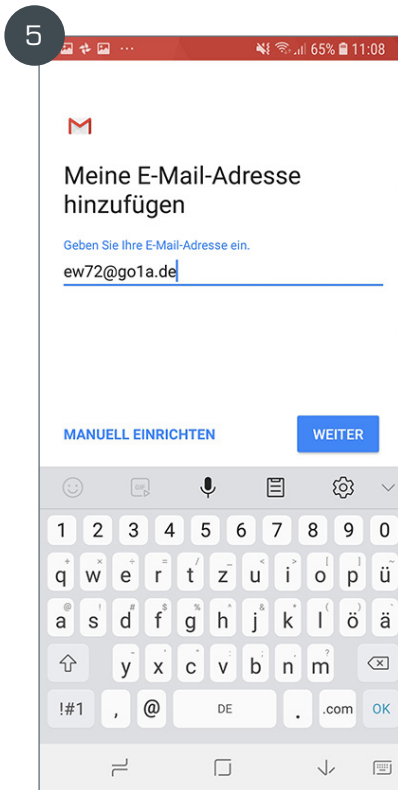 5
... 65% 11:08
Meine E-Mail-Adresse
hinzufügen
Geben Sie Ihre E-Mail-Adresse ein.
ew72@go1a.de
MANUELL EINRICHTEN
WEITER
GIF
1 2 3 4 5 6 7 8 9 0
+ × ÷ = / _ < > [ ] ~
q w e r t z u i o p ü
@ ! # $ % ^ & * ( )
a s d f g h j k l ö ä
- ' " : ; ?
y x c v b n m
!#1 , @ DE . .com OK